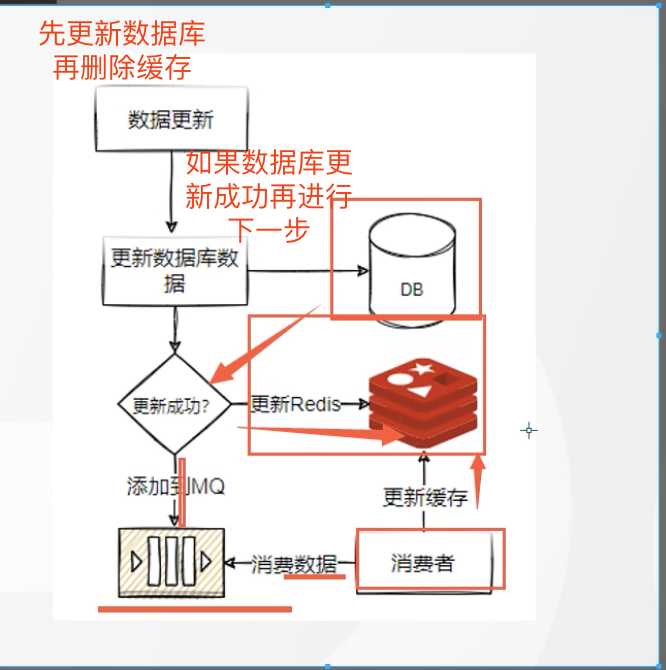 先更新数据库
再删除缓存
数据更新
如果数据库更
新成功再进行
下一步
更新数据库数
据
DB
更新成功?
更新Redis
添加到MQ
更新缓存
消费数据
消费者